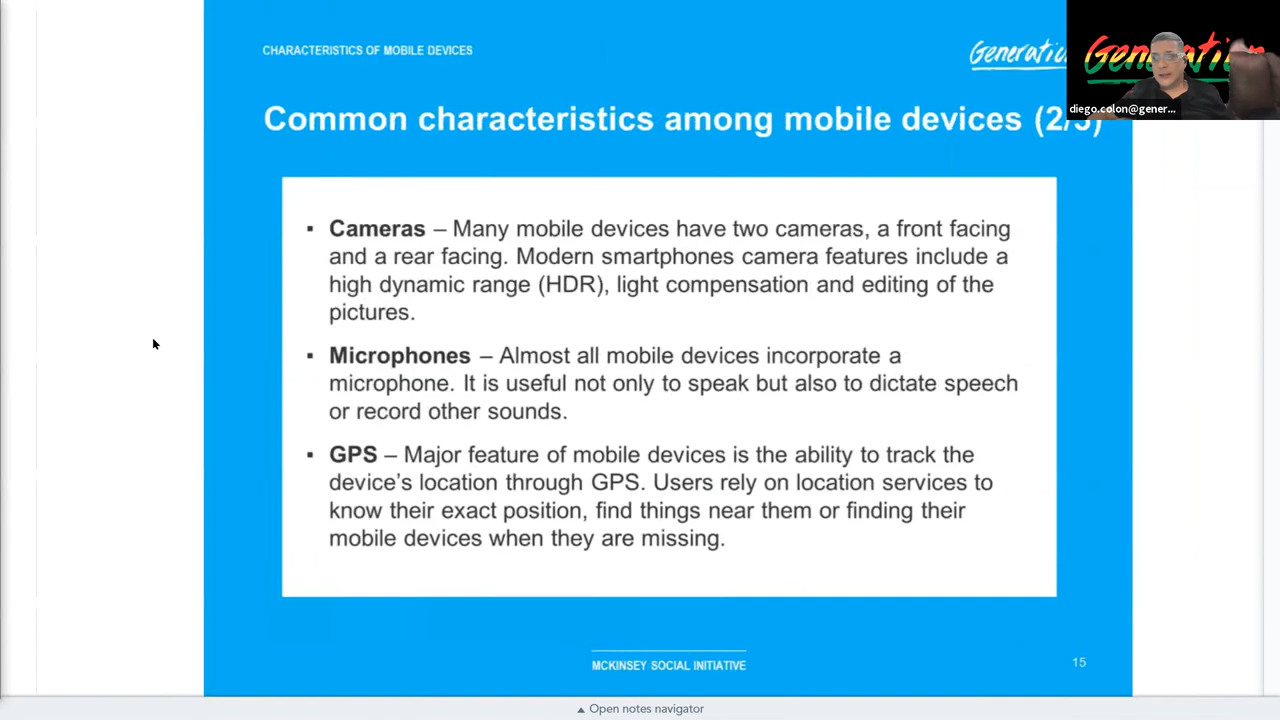 CHARACTERISTICS OF MOBILE DEVICES
Generation
diego.colon@gener...
Common characteristics among mobile devices (2/3)
▪ Cameras – Many mobile devices have two cameras, a front facing
and a rear facing. Modern smartphones camera features include a
high dynamic range (HDR), light compensation and editing of the
pictures.
▪ Microphones – Almost all mobile devices incorporate a
microphone. It is useful not only to speak but also to dictate speech
or record other sounds.
▪ GPS – Major feature of mobile devices is the ability to track the
device's location through GPS. Users rely on location services to
know their exact position, find things near them or finding their
mobile devices when they are missing.
MCKINSEY SOCIAL INITIATIVE
15
▲ Open notes navigator